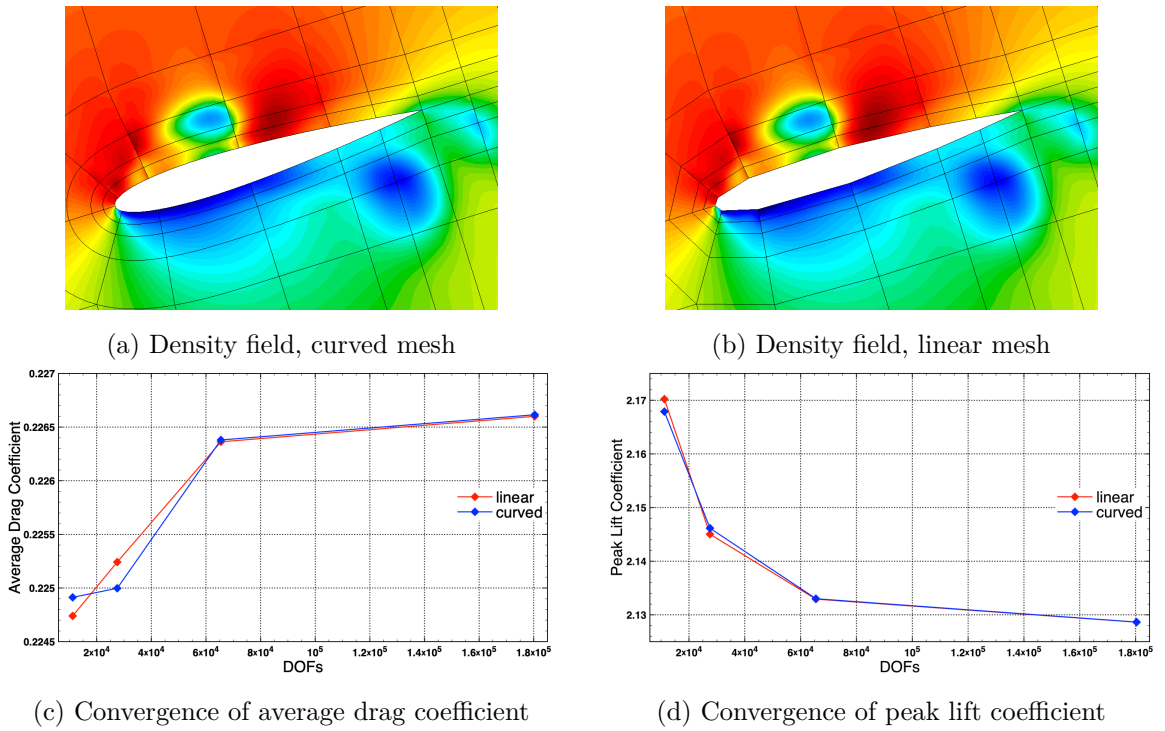 (a) Density field, curved mesh
(b) Density field, linear mesh
0.227
0.2265
0.226
0.2255
0.225
0.2245
Average Drag Coefficient
linear
curved
2×10⁴ 4×10⁴ 6×10⁴ 8×10⁴ 10⁵ 1.2×10⁵ 1.4×10⁵ 1.6×10⁵ 1.8×10⁵
DOFs
(c) Convergence of average drag coefficient
2.17
2.16
2.15
2.14
2.13
Peak Lift Coefficient
linear
curved
2×10⁴ 4×10⁴ 6×10⁴ 8×10⁴ 10⁵ 1.2×10⁵ 1.4×10⁵ 1.6×10⁵ 1.8×10⁵
DOFs
(d) Convergence of peak lift coefficient